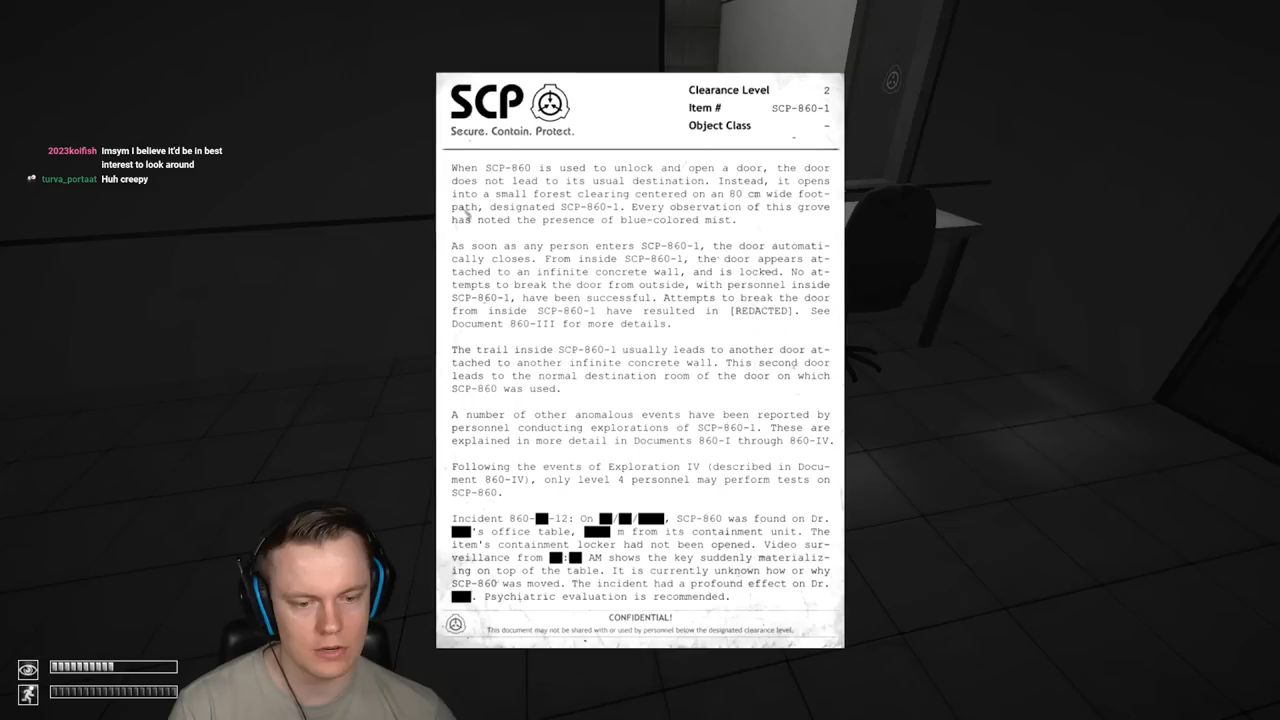 2023koifish Imsym I believe it'd be in best
interest to look around
turva_portaat Huh creepy
SCP
Secure. Contain. Protect.
Clearance Level 2
Item # SCP-860-1
Object Class -
When SCP-860 is used to unlock and open a door, the door
does not lead to its usual destination. Instead, it opens
into a small forest clearing centered on an 80 cm wide foot-
path, designated SCP-860-1. Every observation of this grove
has noted the presence of blue-colored mist.
As soon as any person enters SCP-860-1, the door automati-
cally closes. From inside SCP-860-1, the door appears at-
tached to an infinite concrete wall, and is locked. No at-
tempts to break the door from outside, with personnel inside
SCP-860-1, have been successful. Attempts to break the door
from inside SCP-860-1 have resulted in [REDACTED]. See
Document 860-III for more details.
The trail inside SCP-860-1 usually leads to another door at-
tached to another infinite concrete wall. This second door
leads to the normal destination room of the door on which
SCP-860 was used.
A number of other anomalous events have been reported by
personnel conducting explorations of SCP-860-1. These are
explained in more detail in Documents 860-I through 860-IV.
Following the events of Exploration IV (described in Docu-
ment 860-IV), only level 4 personnel may perform tests on
SCP-860.
Incident 860-██-12: On ██/██/████, SCP-860 was found on Dr.
███'s office table, ████ m from its containment unit. The
item's containment locker had not been opened. Video sur-
veillance from ██:██ AM shows the key suddenly materializ-
ing on top of the table. It is currently unknown how or why
SCP-860 was moved. The incident had a profound effect on Dr.
███. Psychiatric evaluation is recommended.
CONFIDENTIAL!
This document may not be shared with or used by personnel below the designated clearance level.